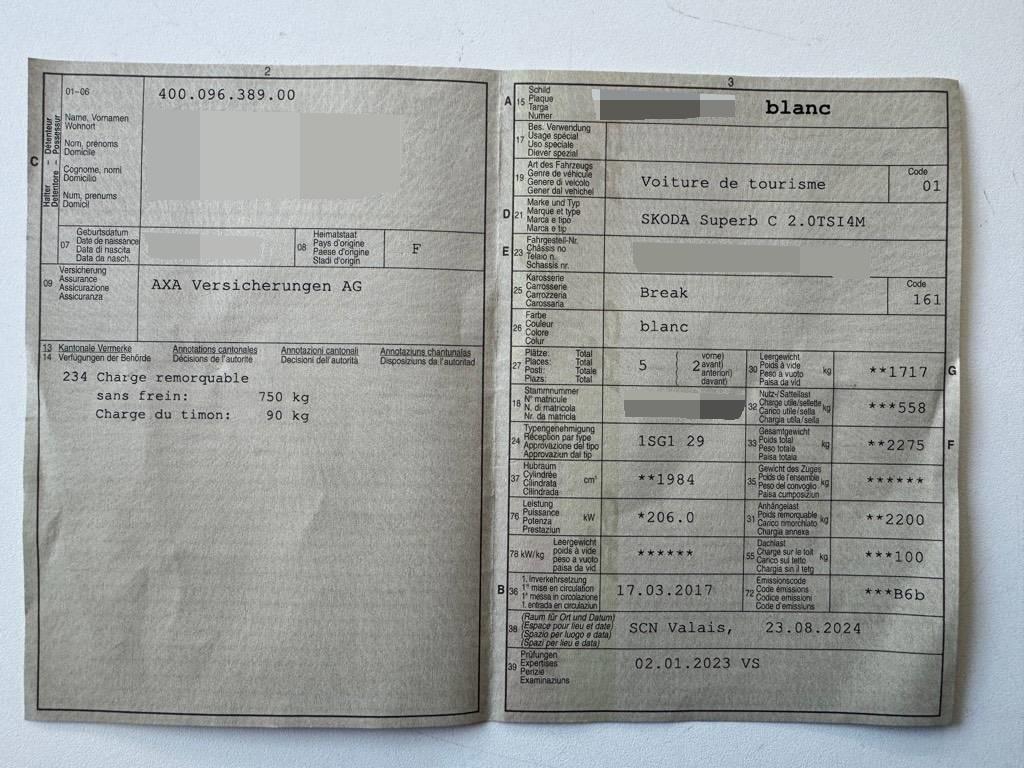 2
01–06
400.096.389.00
C
Halter – Détenteur
Detentore – Possessur
Name, Vornamen
Wohnort
Nom, prénoms
Domicile
Cognome, nomi
Domicilio
Num, prenums
Domicil
07
Geburtsdatum
Date de naissance
Data di nascita
Data da nasch.
08
Heimatstaat
Pays d'origine
Paese d'origine
Stadi d'origin
F
09
Versicherung
Assurance
Assicurazione
Assicuranza
AXA Versicherungen AG
13 Kantonale Vermerke Annotations cantonales Annotazioni cantonali Annotaziuns chantunalas
14 Verfügungen der Behörde Décisions de l'autorité Decisioni dell'autorità Disposiziuns da l'autoritad
234 Charge remorquable
sans frein: 750 kg
Charge du timon: 90 kg
3
A 15
Schild
Plaque
Targa
Numer
blanc
17
Bes. Verwendung
Usage spécial
Uso speciale
Diever spezial
19
Art des Fahrzeugs
Genre de véhicule
Genere di veicolo
Gener dal vehichel
Voiture de tourisme
Code
01
D 21
Marke und Typ
Marque et type
Marca e tipo
Marca e tip
SKODA Superb C 2.0TSI4M
E 23
Fahrgestell-Nr.
Châssis no
Telaio n.
Schassis nr.
25
Karosserie
Carrosserie
Carrozzeria
Carossaria
Break
Code
161
26
Farbe
Couleur
Colore
Colur
blanc
27
Plätze: Total
Places: Total
Posti: Totale
Plazs: Total
5
2
vorne)
avant)
anteriori)
davant)
30
Leergewicht
Poids à vide
Peso a vuoto
Paisa da vid
kg
**1717
G
18
Stammnummer
N° matricule
N. di matricola
Nr. da matricla
32
Nutz-/Sattellast
Charge utile/sellette
Carico utile/sella
Chargia utila/sella
kg
***558
24
Typengenehmigung
Réception par type
Approvazione del tipo
Approvaziun dal tip
1SG1 29
33
Gesamtgewicht
Poids total
Peso totale
Paisa totala
kg
**2275
F
37
Hubraum
Cylindrée
Cilindrata
Cilindrada
cm³
**1984
35
Gewicht des Zuges
Poids de l'ensemble
Peso del convoglio
Paisa cumposiziun
kg
******
76
Leistung
Puissance
Potenza
Prestaziun
kW
*206.0
31
Anhängelast
Poids remorquable
Carico rimorchiato
Chargia annexa
kg
**2200
78 kW/kg
Leergewicht
poids à vide
peso a vuoto
paisa da vid
******
55
Dachlast
Charge sur le toit
Carico sul tetto
Chargia sin il tetg
kg
***100
B 36
1. Inverkehrsetzung
1re mise en circulation
1a messa in circolazione
1. entrada en circulaziun
17.03.2017
72
Emissionscode
Code émissions
Codice emissioni
Code d'emissiuns
***B6b
38
(Raum für Ort und Datum)
(Espace pour lieu et date)
(Spazio per luogo e data)
(Spazi per lieu e data)
SCN Valais, 23.08.2024
39
Prüfungen
Expertises
Perizie
Examinaziuns
02.01.2023 VS